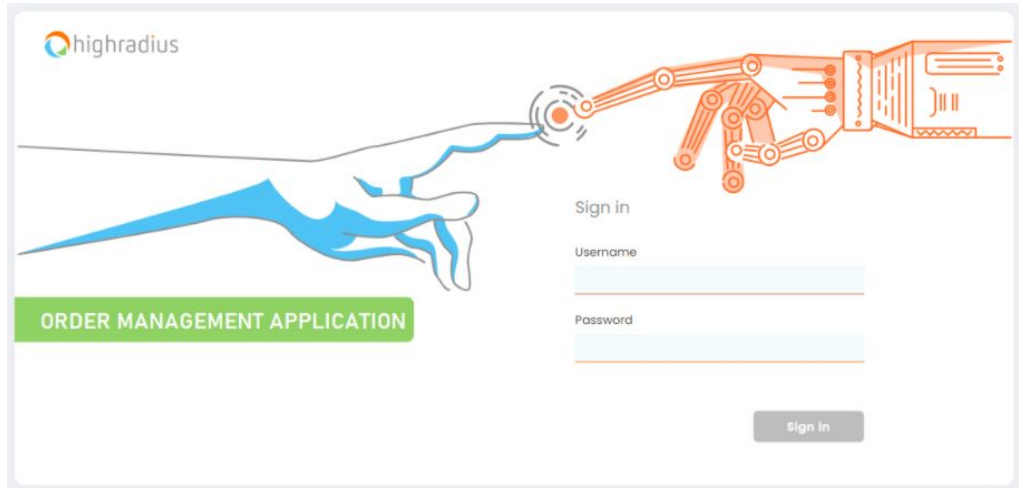 highradius
Sign in
Username
ORDER MANAGEMENT APPLICATION
Password
Sign in